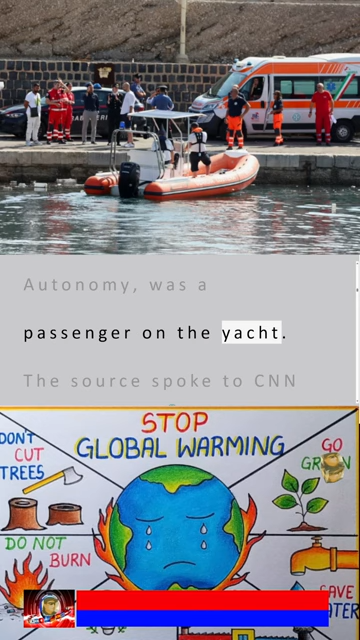 Autonomy, was a
passenger on the yacht.
The source spoke to CNN
STOP
GLOBAL WARMING
DON'T
CUT
TREES
GO
GREEN
DO NOT
BURN
SAVE
WATER